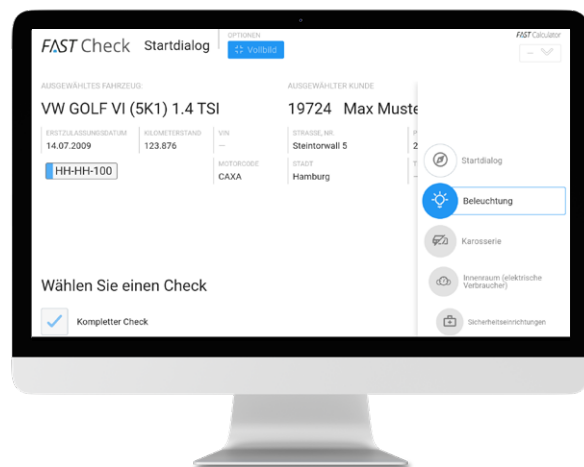 OPTIONEN
FAST Check Startdialog
Vollbild
FAST Calculator
AUSGEWÄHLTES FAHRZEUG
VW GOLF VI (5K1) 1.4 TSI
ERSTZULASSUNGSDATUM KILOMETERSTAND VIN
14.07.2009 123.876 —
HH-HH-100
MOTORCODE
CAXA
AUSGEWÄHLTER KUNDE
19724 Max Muste
STRASSE, NR. P
Steintorwall 5 2
STADT T
Hamburg —
Startdialog
Beleuchtung
Karosserie
Innenraum (elektrische
Verbraucher)
Sicherheitseinrichtungen
Wählen Sie einen Check
Kompletter Check